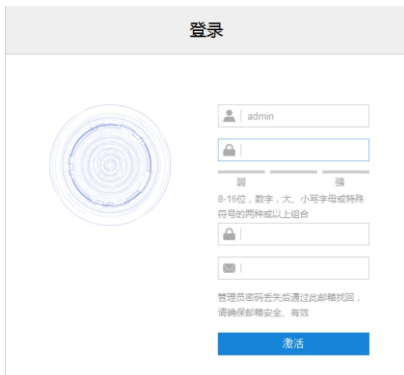 登录
admin
弱 强
8-16位，数字，大、小写字母或特殊
符号的两种或以上组合
管理员密码丢失后通过此邮箱找回，
请确保邮箱安全、有效
激活